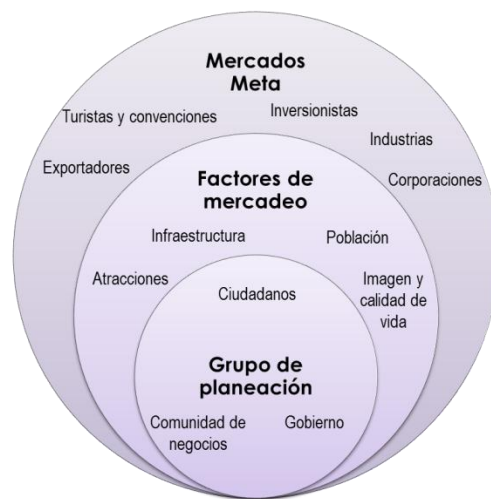 Mercados
Meta
Turistas y convenciones
Inversionistas
Industrias
Exportadores
Corporaciones
Factores de
mercadeo
Infraestructura
Población
Atracciones
Imagen y
calidad de
vida
Ciudadanos
Grupo de
planeación
Comunidad de
negocios
Gobierno